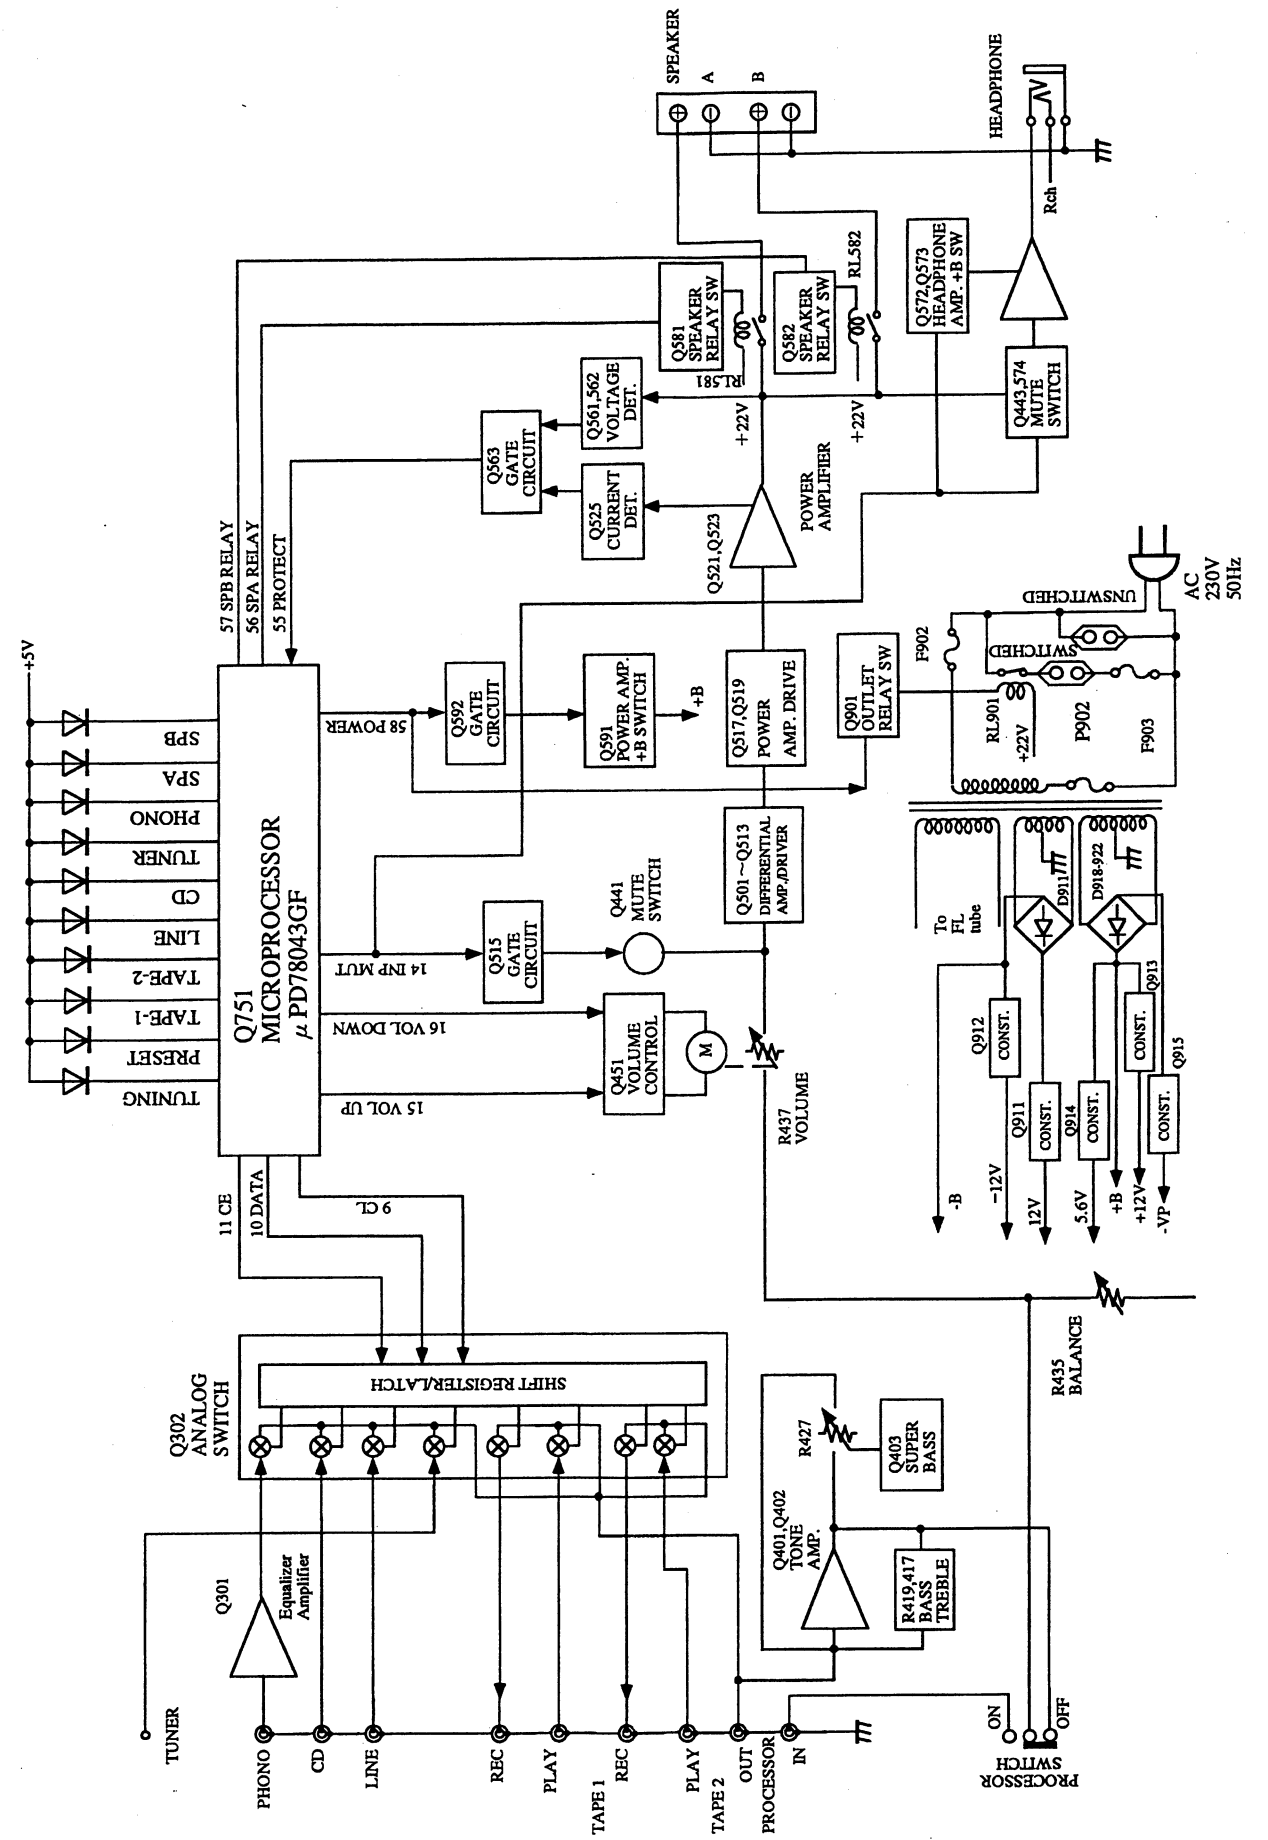 TUNER
PHONO
CD
LINE
REC
PLAY
TAPE 1
REC
PLAY
TAPE 2
OUT
PROCESSOR
IN
ON
OFF
PROCESSOR
SWITCH
Q301
Equalizer
Amplifier
Q302
ANALOG
SWITCH
SHIFT REGISTER/LATCH
Q401,Q402
TONE
AMP.
R419,417
BASS
TREBLE
R427
Q403
SUPER
BASS
R435
BALANCE
11 CE
10 DATA
9 CL
+5V
TUNING
PRESET
TAPE-1
TAPE-2
LINE
CD
TUNER
PHONO
SPA
SPB
Q751
MICROPROCESSOR
μ PD78043GF
15 VOL UP
16 VOL DOWN
14 INP MUT
58 POWER
57 SPB RELAY
56 SPA RELAY
55 PROTECT
Q451
VOLUME
CONTROL
M
R437
VOLUME
Q515
GATE
CIRCUIT
Q441
MUTE
SWITCH
Q592
GATE
CIRCUIT
Q591
POWER AMP.
+B SWITCH
+B
Q501~Q513
DIFFERENTIAL
AMP./DRIVER
Q517,Q519
POWER
AMP. DRIVE
Q521,Q523
POWER
AMPLIFIER
Q563
GATE
CIRCUIT
Q525
CURRENT
DET.
Q561,562
VOLTAGE
DET.
Q581
SPEAKER
RELAY SW
RL581
+22V
Q582
SPEAKER
RELAY SW
RL582
+22V
SPEAKER
A
B
Q572,Q573
HEADPHONE
AMP. +B SW
Q443,574
MUTE
SWITCH
HEADPHONE
Rch
Q901
OUTLET
RELAY SW
RL901
+22V
F902
SWITCHED
UNSWITCHED
P902
F903
AC
230V
50Hz
To
FL
tube
D911
D918-922
Q912
CONST.
Q911
CONST.
Q914
CONST.
Q913
CONST.
Q915
CONST.
-B
-12V
12V
5.6V
+B
+12V
-VP